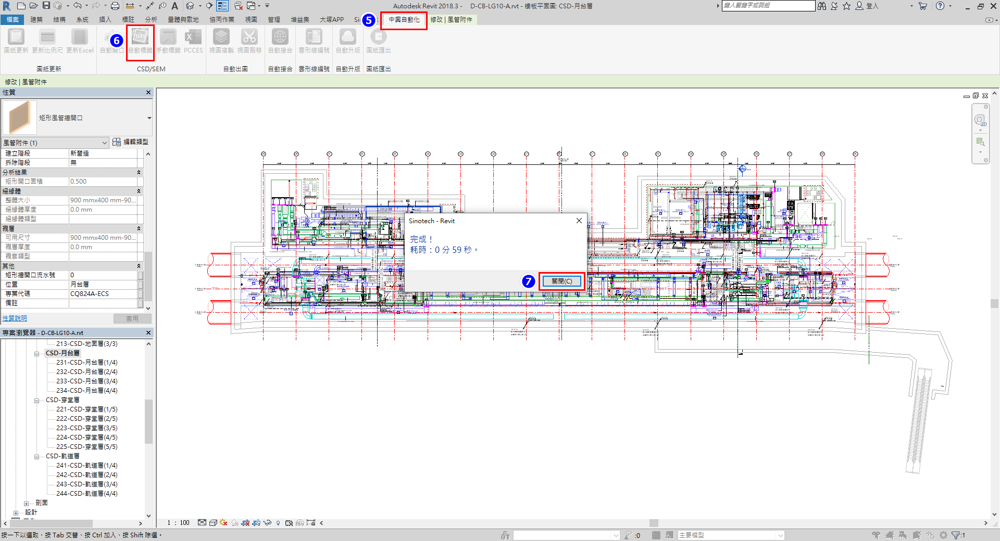 Autodesk Revit 2018.3 - D-CB-LG10-A.rvt - 樓板平面圖: CSD-月台層
鍵入關鍵字或詞組
登入
檔案 建築 結構 系統 插入 標註 分析 量體與敷地 協同作業 視圖 管理 增益集 大塚APP 5 中興自動化 修改 | 風管附件
6
圖紙更新 更新比例尺 更新Excel 自動開口 自動標籤 手動標籤 PCCES 視圖複製 視圖搬移 自動接合 雲形線編號 自動升版 圖紙匯出
圖紙更新 CSD/SEM 自動出圖 自動接合 雲形線編號 自動升版 圖紙匯出
修改 | 風管附件
性質
矩形風管牆開口
風管附件 (1) 編輯類型
建立階段 新營造
拆除階段 無
分析結果
矩形開口面積 0.500
絕緣體
整體大小 900 mmx400 mm-90...
絕緣體厚度 0.0 mm
絕緣體類型
襯層
可用尺寸 900 mmx400 mm-90...
襯層厚度 0.0 mm
襯套類型
其他
矩形牆開口流水號 0
位置 月台層
專業代碼 CQ824A-ECS
備註
性質說明 套用
專案瀏覽器 - D-CB-LG10-A.rvt
213-CSD-地面層(3/3)
CSD-月台層
231-CSD-月台層(1/4)
232-CSD-月台層(2/4)
233-CSD-月台層(3/4)
234-CSD-月台層(4/4)
CSD-穿堂層
221-CSD-穿堂層(1/5)
222-CSD-穿堂層(2/5)
223-CSD-穿堂層(3/5)
224-CSD-穿堂層(4/5)
225-CSD-穿堂層(5/5)
CSD-軌道層
241-CSD-軌道層(1/4)
242-CSD-軌道層(2/4)
243-CSD-軌道層(3/4)
244-CSD-軌道層(4/4)
剖面
設計
Sinotech - Revit
完成！
耗時：0 分 59 秒。
7 關閉(C)
2D
1 : 100
按一下以選取、按 Tab 交替、按 Ctrl 加入、按 Shift 除選。
:0
主要模型
:1